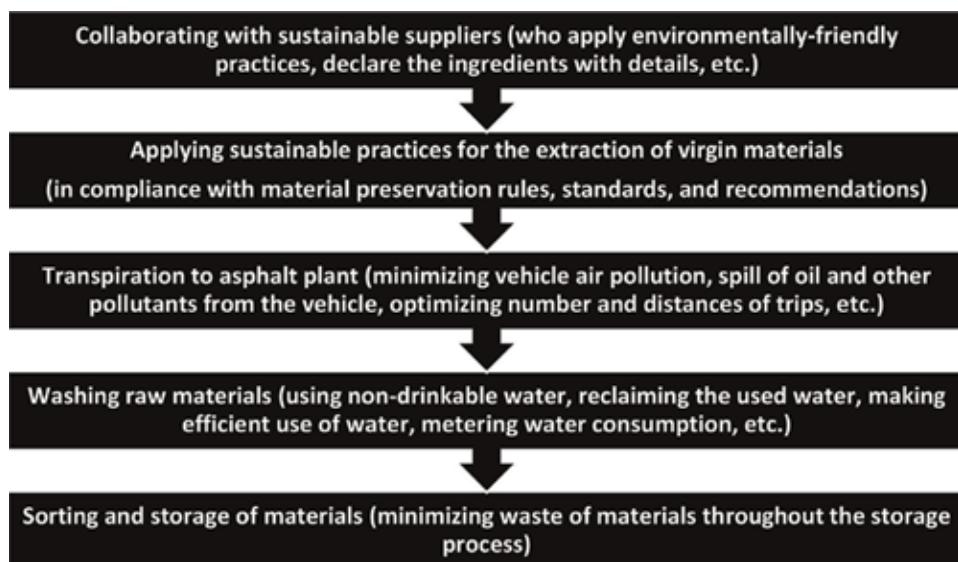 Collaborating with sustainable suppliers (who apply environmentally-friendly
practices, declare the ingredients with details, etc.)
Applying sustainable practices for the extraction of virgin materials
(in compliance with material preservation rules, standards, and recommendations)
Transpiration to asphalt plant (minimizing vehicle air pollution, spill of oil and other
pollutants from the vehicle, optimizing number and distances of trips, etc.)
Washing raw materials (using non-drinkable water, reclaiming the used water, making
efficient use of water, metering water consumption, etc.)
Sorting and storage of materials (minimizing waste of materials throughout the storage
process)